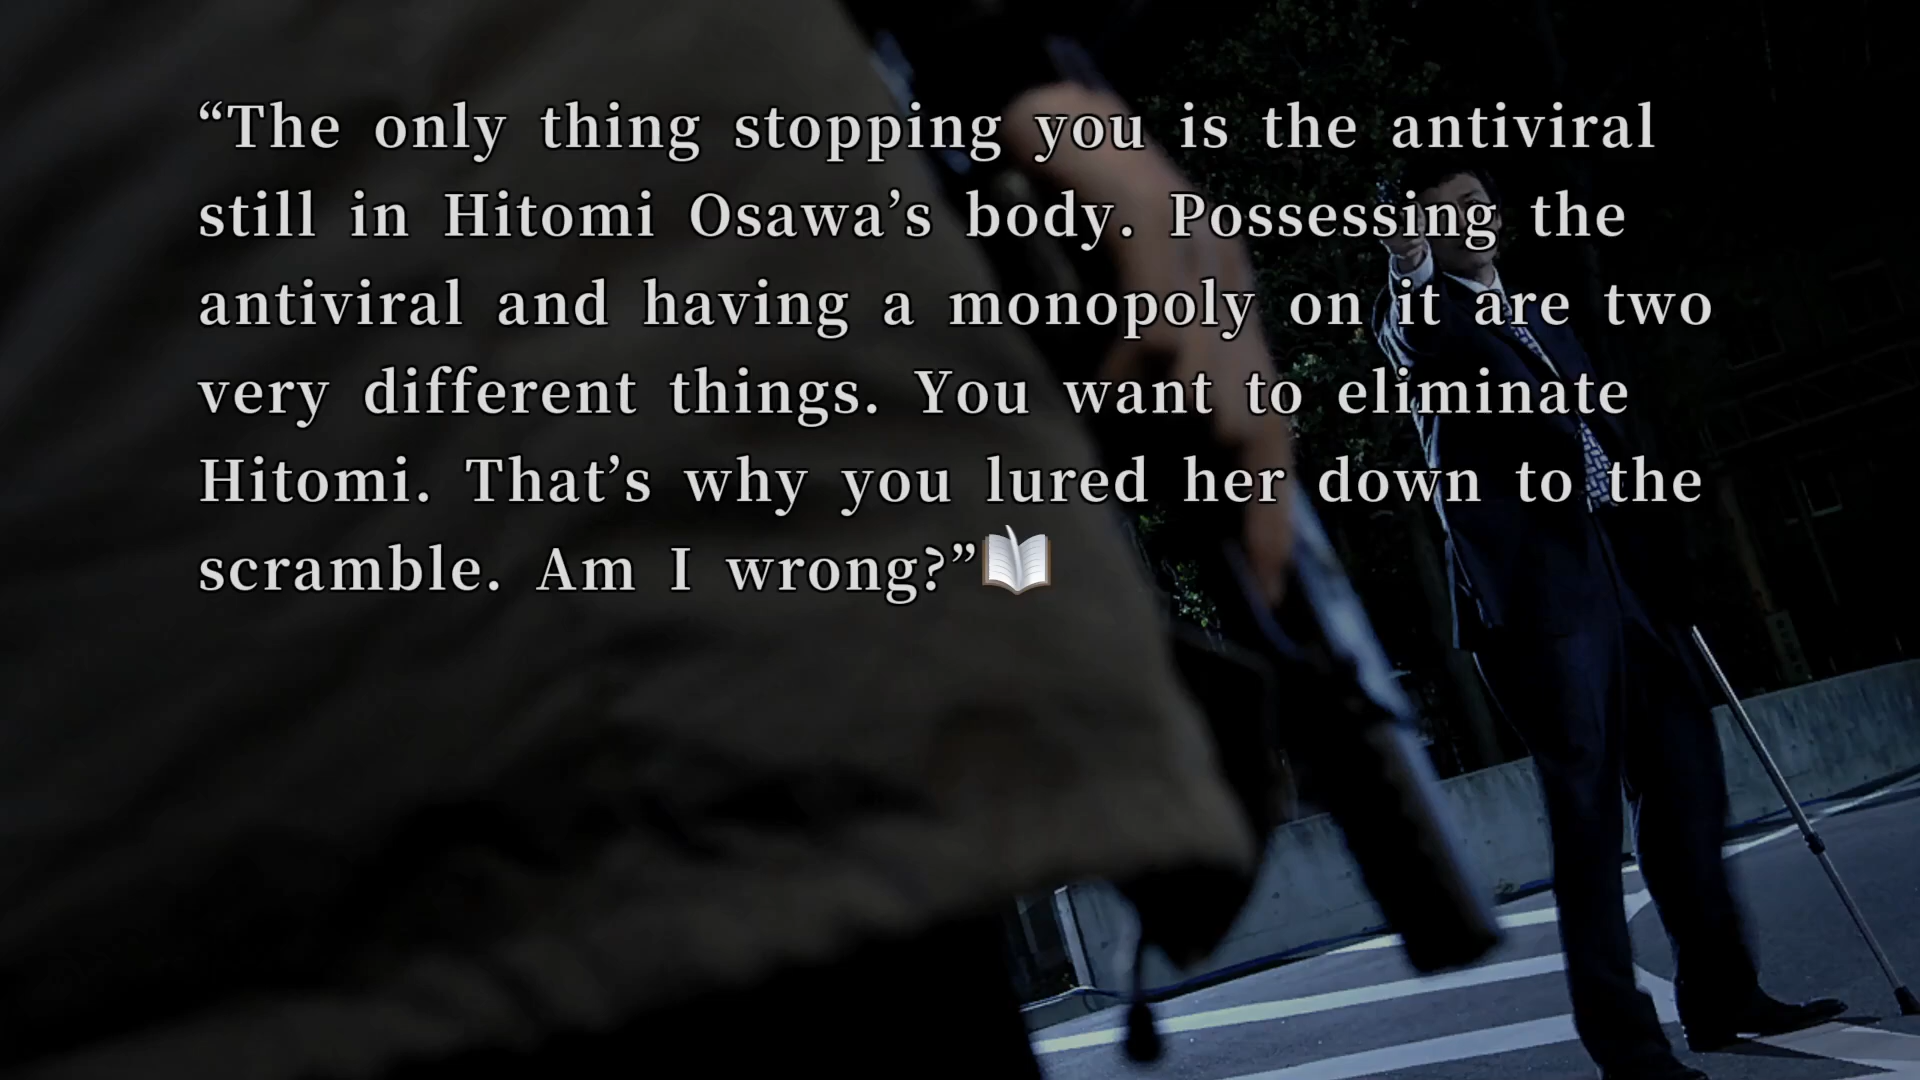 “The only thing stopping you is the antiviral
still in Hitomi Osawa’s body. Possessing the
antiviral and having a monopoly on it are two
very different things. You want to eliminate
Hitomi. That’s why you lured her down to the
scramble. Am I wrong?”